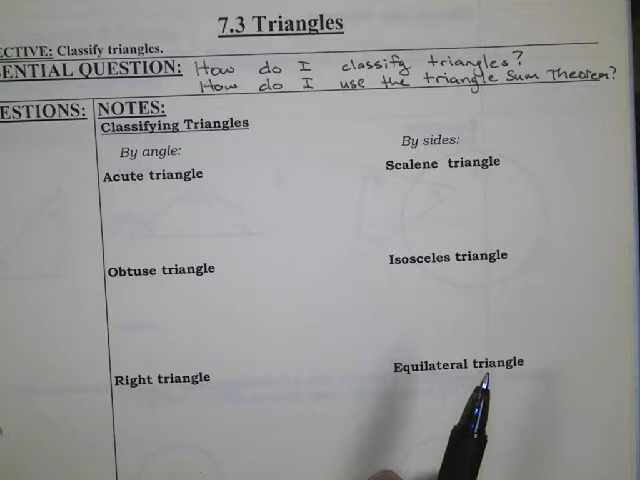 7.3 Triangles
ECTIVE: Classify triangles.
ENTIAL QUESTION: How do I classify triangles?
How do I use the triangle Sum Theorem?
ESTIONS: NOTES:
Classifying Triangles
By angle: By sides:
Acute triangle Scalene triangle
Obtuse triangle Isosceles triangle
Right triangle Equilateral triangle